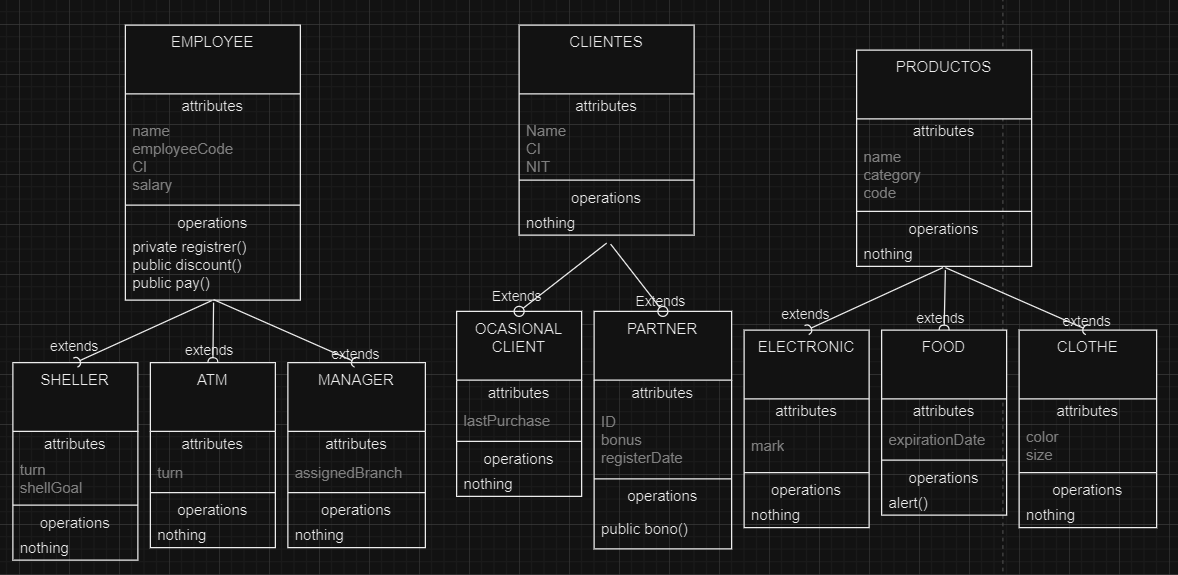 EMPLOYEE
attributes
name
employeeCode
CI
salary
operations
private registrer()
public discount()
public pay()
extends
extends
extends
SHELLER
attributes
turn
shellGoal
operations
nothing
ATM
attributes
turn
operations
nothing
MANAGER
attributes
assignedBranch
operations
nothing
CLIENTES
attributes
Name
CI
NIT
operations
nothing
Extends
Extends
OCASIONAL
CLIENT
attributes
lastPurchase
operations
nothing
PARTNER
attributes
ID
bonus
registerDate
operations
public bono()
PRODUCTOS
attributes
name
category
code
operations
nothing
extends
extends
extends
ELECTRONIC
attributes
mark
operations
nothing
FOOD
attributes
expirationDate
operations
alert()
CLOTHE
attributes
color
size
operations
nothing